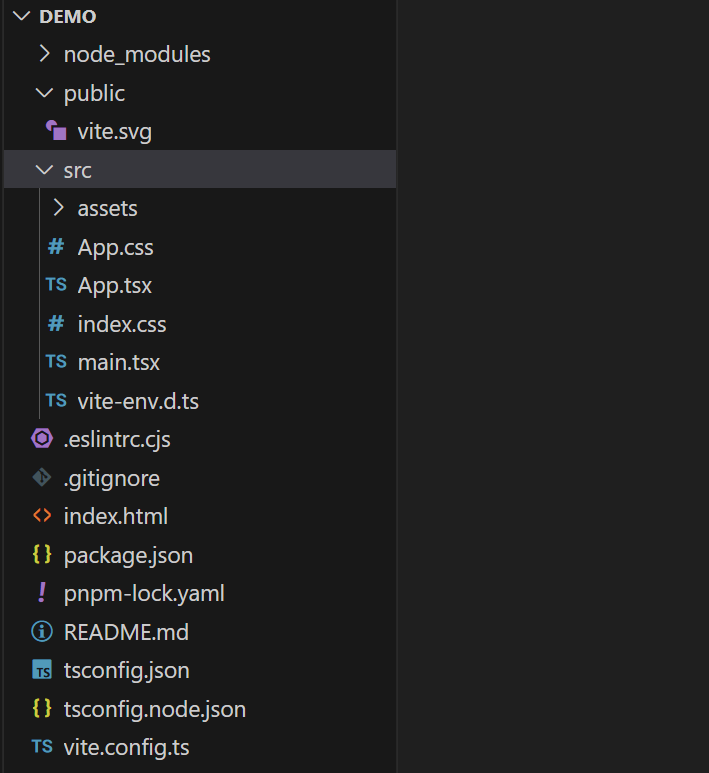 DEMO
node_modules
public
vite.svg
src
assets
# App.css
TS App.tsx
# index.css
TS main.tsx
TS vite-env.d.ts
.eslintrc.cjs
.gitignore
<> index.html
{} package.json
! pnpm-lock.yaml
README.md
TS tsconfig.json
{} tsconfig.node.json
TS vite.config.ts